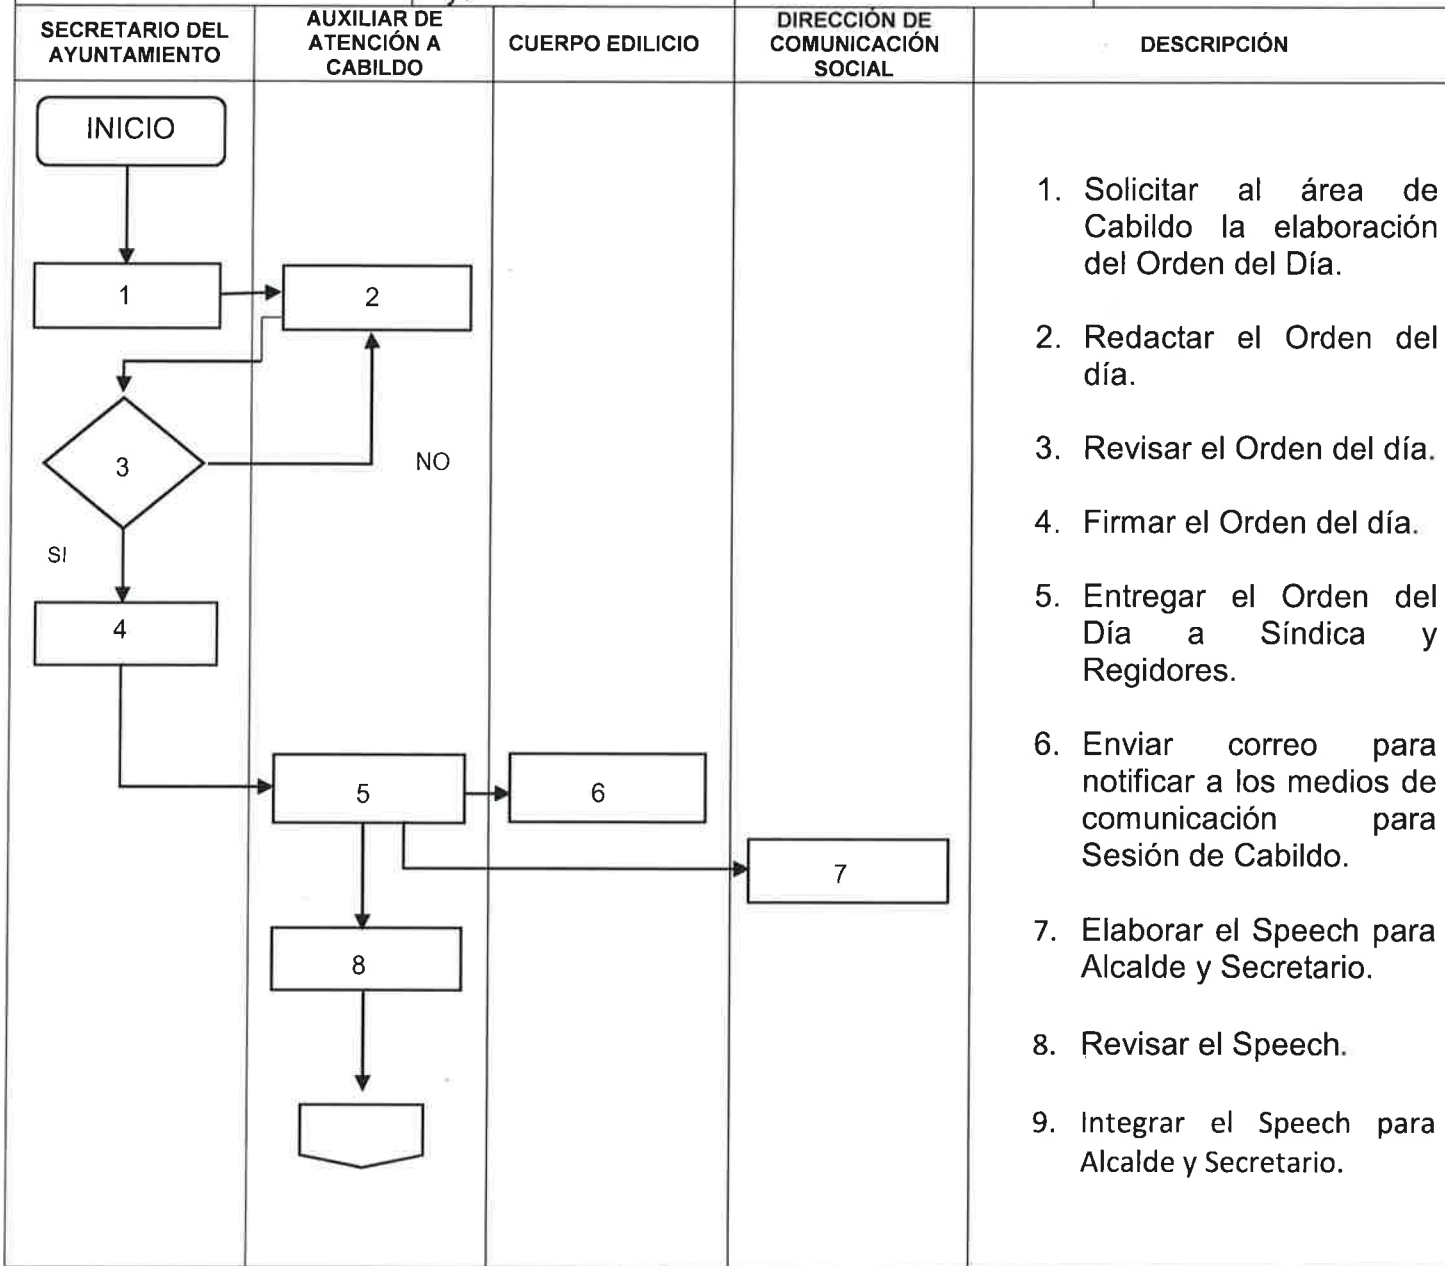 SECRETARIO DEL
AYUNTAMIENTO
AUXILIAR DE
ATENCIÓN A
CABILDO
CUERPO EDILICIO
DIRECCIÓN DE
COMUNICACIÓN
SOCIAL
DESCRIPCIÓN
INICIO
1
2
3
NO
SI
4
5
6
7
8
1. Solicitar al área de
Cabildo la elaboración
del Orden del Día.
2. Redactar el Orden del
día.
3. Revisar el Orden del día.
4. Firmar el Orden del día.
5. Entregar el Orden del
Día a Síndica y
Regidores.
6. Enviar correo para
notificar a los medios de
comunicación para
Sesión de Cabildo.
7. Elaborar el Speech para
Alcalde y Secretario.
8. Revisar el Speech.
9. Integrar el Speech para
Alcalde y Secretario.